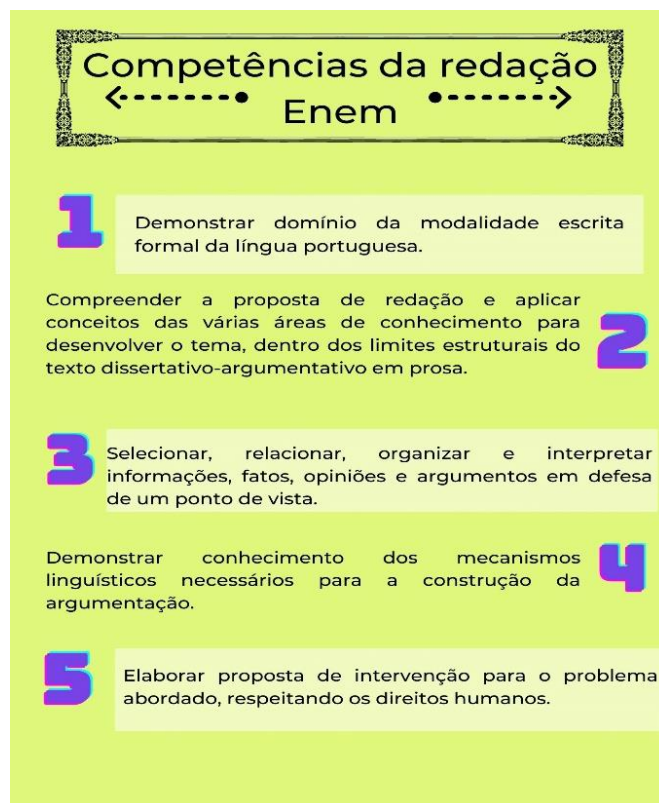 Competências da redação
Enem
1
Demonstrar domínio da modalidade escrita
formal da língua portuguesa.
Compreender a proposta de redação e aplicar
conceitos das várias áreas de conhecimento para
desenvolver o tema, dentro dos limites estruturais do
texto dissertativo-argumentativo em prosa.
2
3
Selecionar, relacionar, organizar e interpretar
informações, fatos, opiniões e argumentos em defesa
de um ponto de vista.
Demonstrar conhecimento dos mecanismos
linguísticos necessários para a construção da
argumentação.
4
5
Elaborar proposta de intervenção para o problema
abordado, respeitando os direitos humanos.